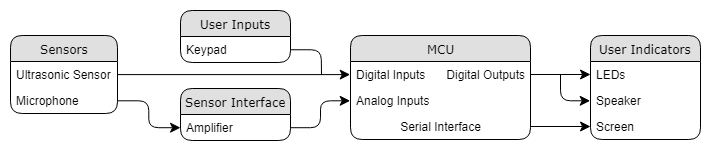 User Inputs
Keypad
Sensors
Ultrasonic Sensor
Microphone
Sensor Interface
Amplifier
MCU
Digital Inputs Digital Outputs
Analog Inputs
Serial Interface
User Indicators
LEDs
Speaker
Screen